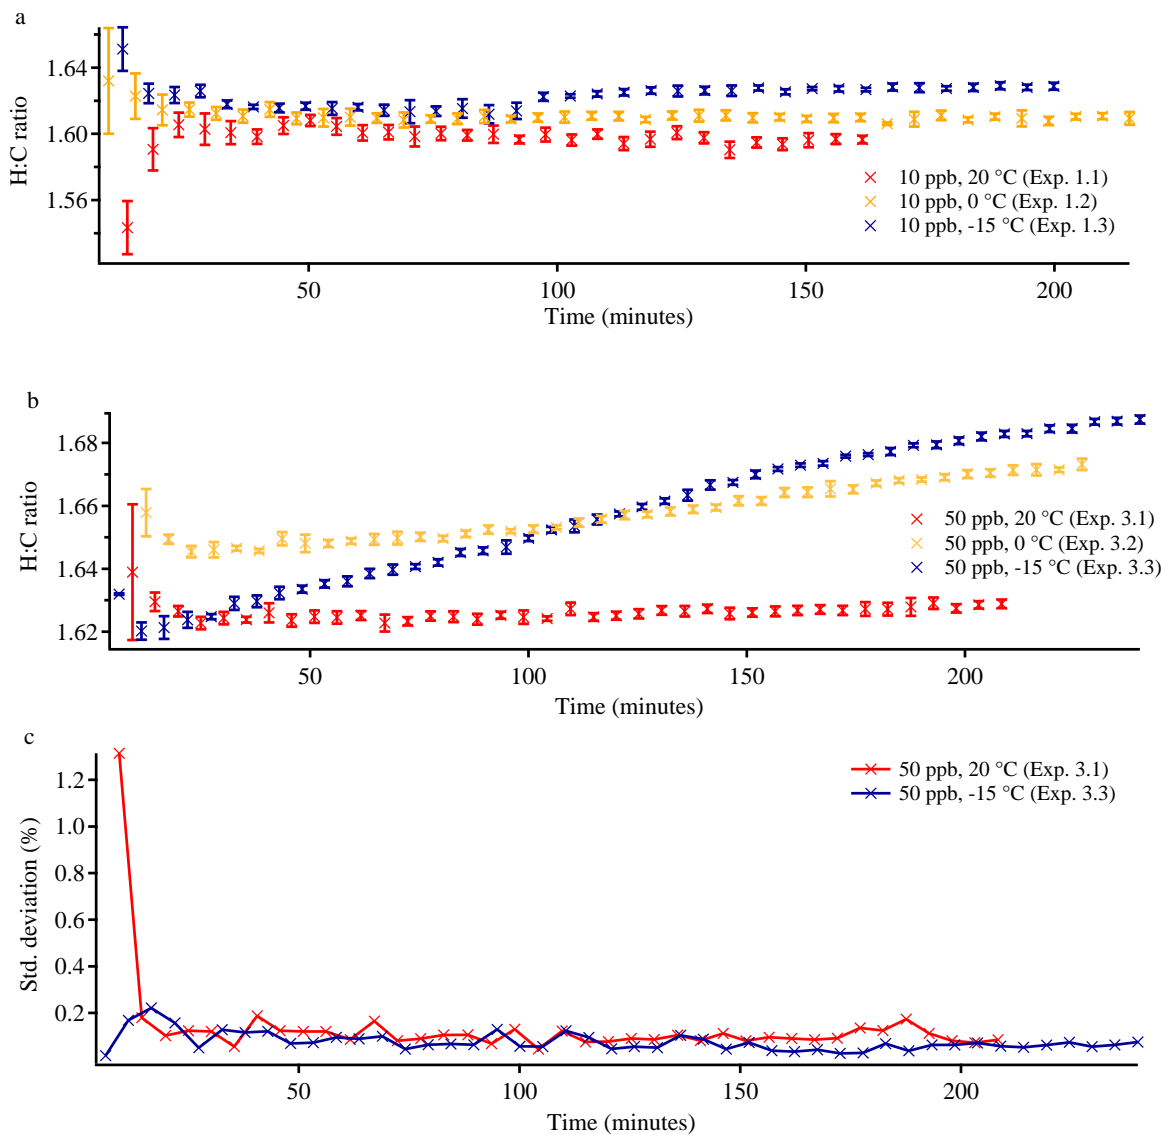 a
H:C ratio
1.64
1.60
1.56
10 ppb, 20 °C (Exp. 1.1)
10 ppb, 0 °C (Exp. 1.2)
10 ppb, -15 °C (Exp. 1.3)
50 100 150 200
Time (minutes)
b
H:C ratio
1.68
1.66
1.64
1.62
50 ppb, 20 °C (Exp. 3.1)
50 ppb, 0 °C (Exp. 3.2)
50 ppb, -15 °C (Exp. 3.3)
50 100 150 200
Time (minutes)
c
Std. deviation (%)
1.2
1.0
0.8
0.6
0.4
0.2
50 ppb, 20 °C (Exp. 3.1)
50 ppb, -15 °C (Exp. 3.3)
50 100 150 200
Time (minutes)